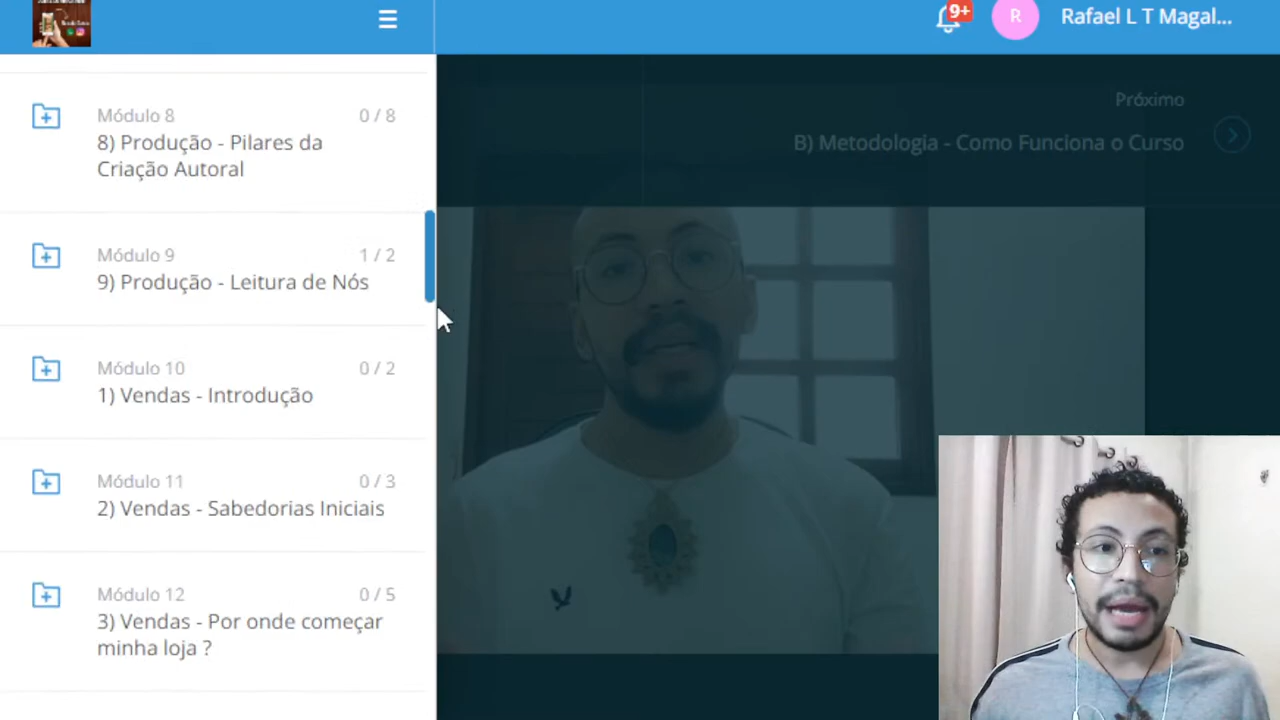 9+
R
Rafael L T Magal...
Módulo 8
0 / 8
8) Produção - Pilares da
Criação Autoral
Módulo 9
1 / 2
9) Produção - Leitura de Nós
Módulo 10
0 / 2
1) Vendas - Introdução
Módulo 11
0 / 3
2) Vendas - Sabedorias Iniciais
Módulo 12
0 / 5
3) Vendas - Por onde começar
minha loja ?
Próximo
B) Metodologia - Como Funciona o Curso